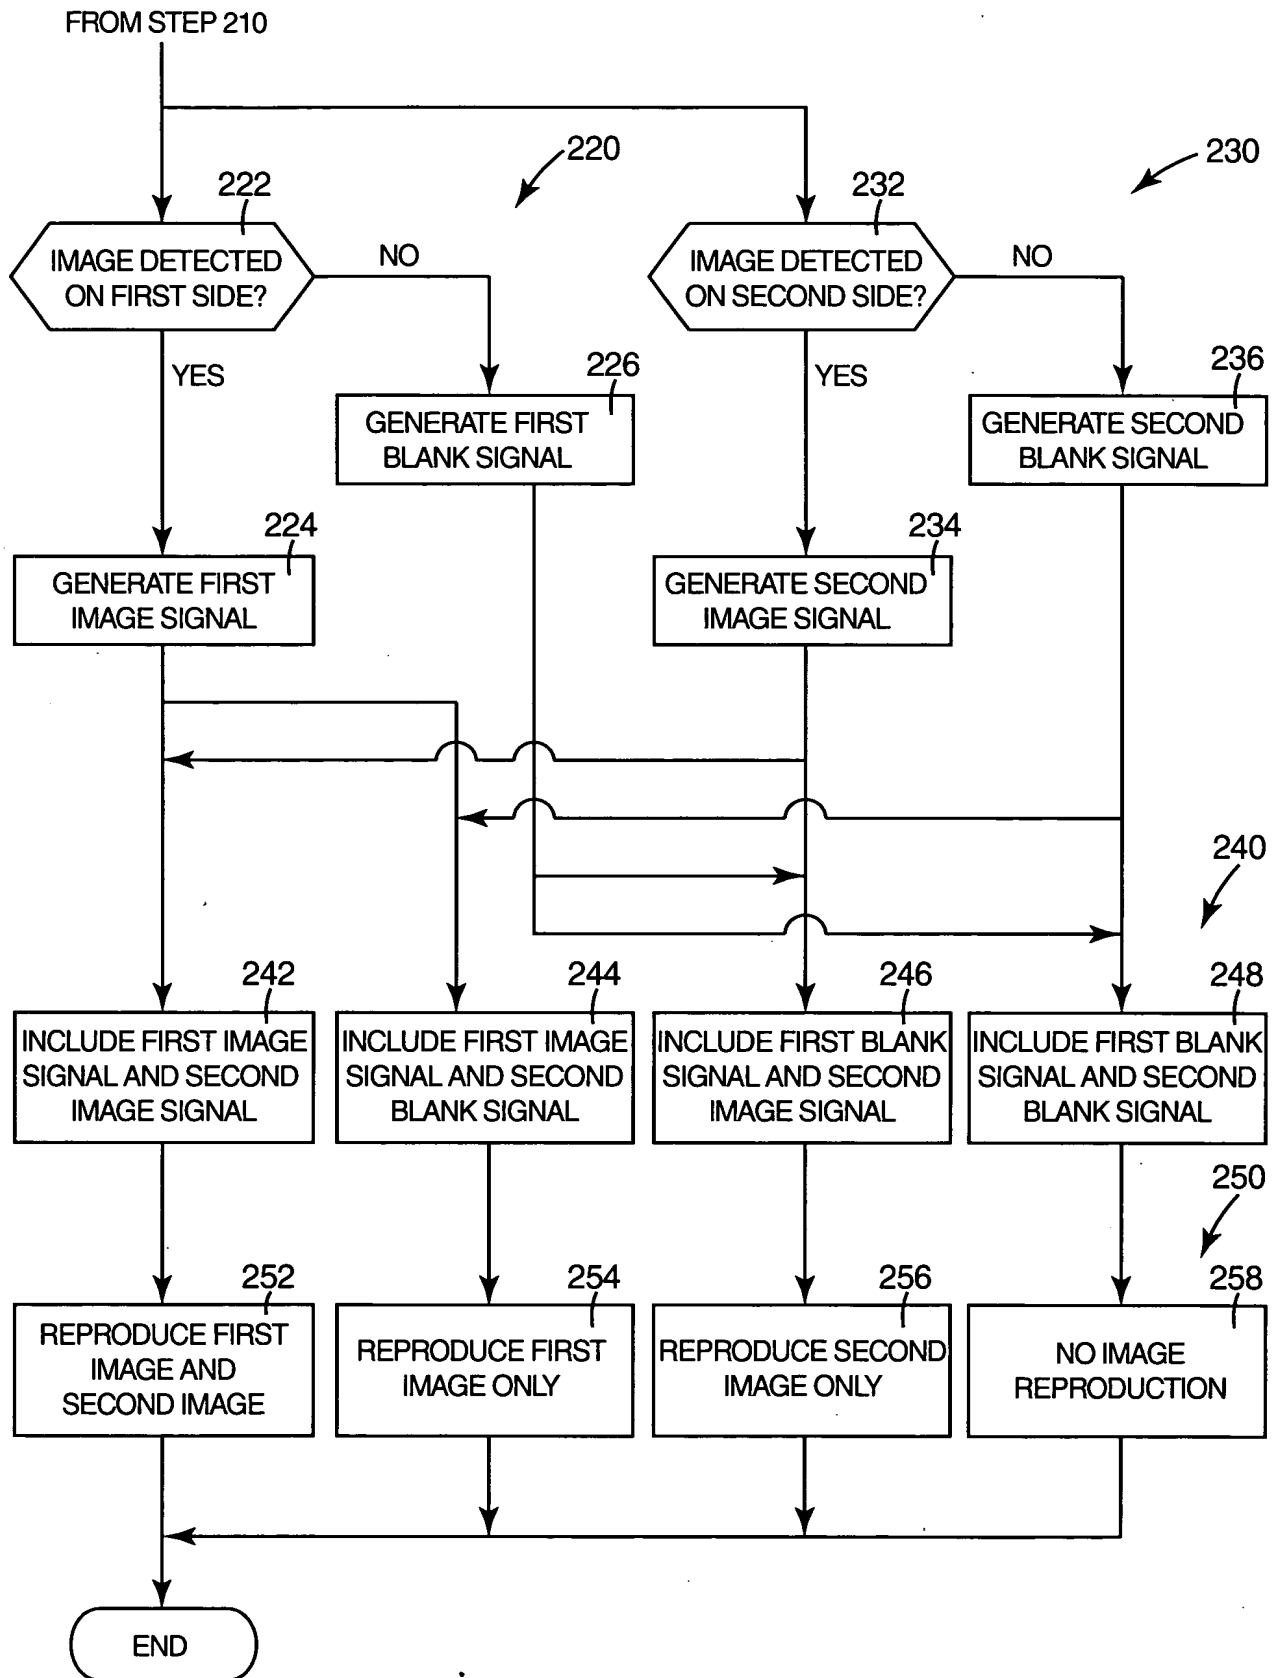 FROM STEP 210
220
230
222
232
IMAGE DETECTED
ON FIRST SIDE?
NO
IMAGE DETECTED
ON SECOND SIDE?
NO
YES
226
YES
236
GENERATE FIRST
BLANK SIGNAL
GENERATE SECOND
BLANK SIGNAL
224
234
GENERATE FIRST
IMAGE SIGNAL
GENERATE SECOND
IMAGE SIGNAL
240
242
244
246
248
INCLUDE FIRST IMAGE
SIGNAL AND SECOND
IMAGE SIGNAL
INCLUDE FIRST IMAGE
SIGNAL AND SECOND
BLANK SIGNAL
INCLUDE FIRST BLANK
SIGNAL AND SECOND
IMAGE SIGNAL
INCLUDE FIRST BLANK
SIGNAL AND SECOND
BLANK SIGNAL
250
252
254
256
258
REPRODUCE FIRST
IMAGE AND
SECOND IMAGE
REPRODUCE FIRST
IMAGE ONLY
REPRODUCE SECOND
IMAGE ONLY
NO IMAGE
REPRODUCTION
END